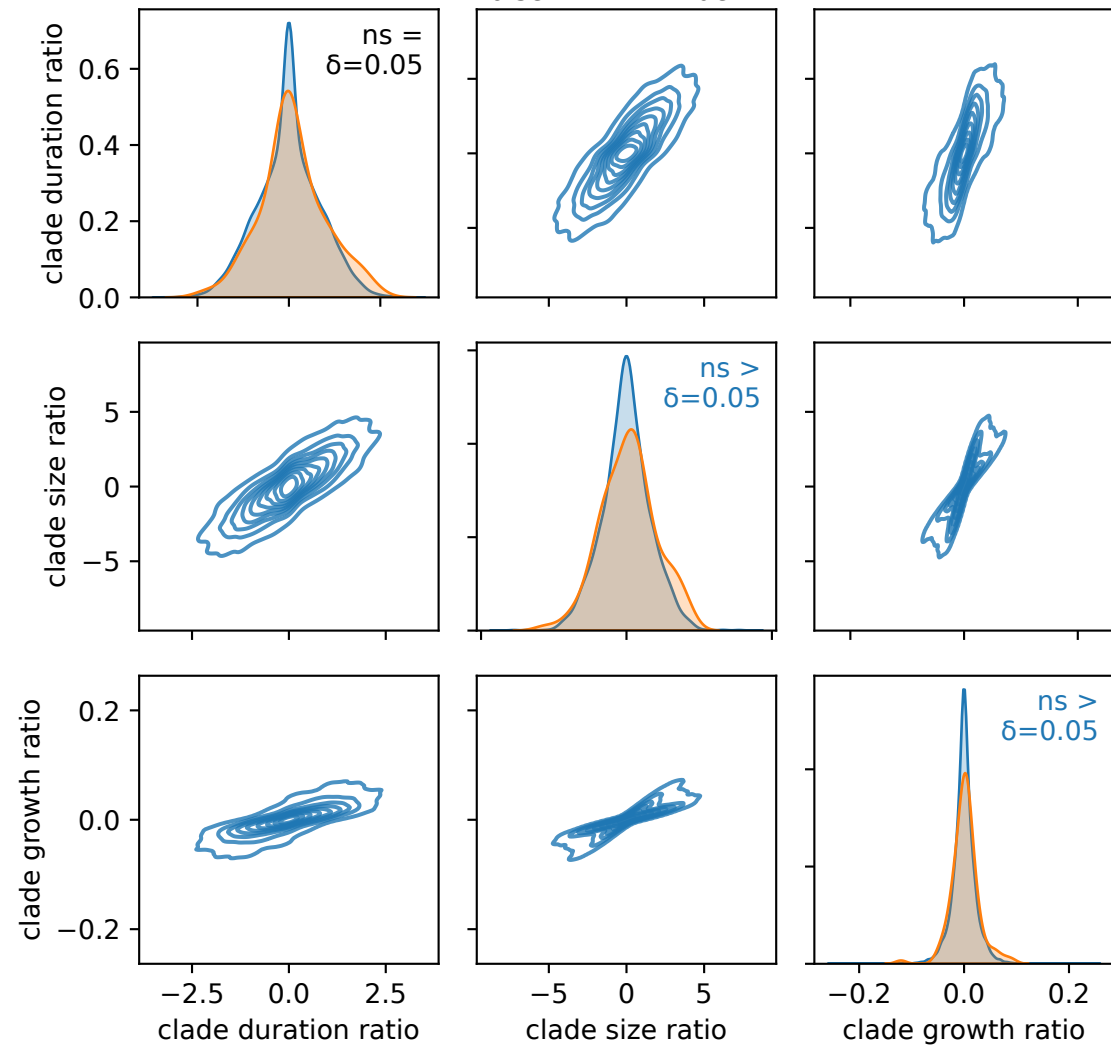 ns =
δ=0.05
clade duration ratio
0.6
0.4
0.2
0.0
ns >
δ=0.05
clade size ratio
5
0
−5
ns >
δ=0.05
clade growth ratio
0.2
0.0
−0.2
−2.5 0.0 2.5
−5 0 5
−0.2 0.0 0.2
clade duration ratio
clade size ratio
clade growth ratio